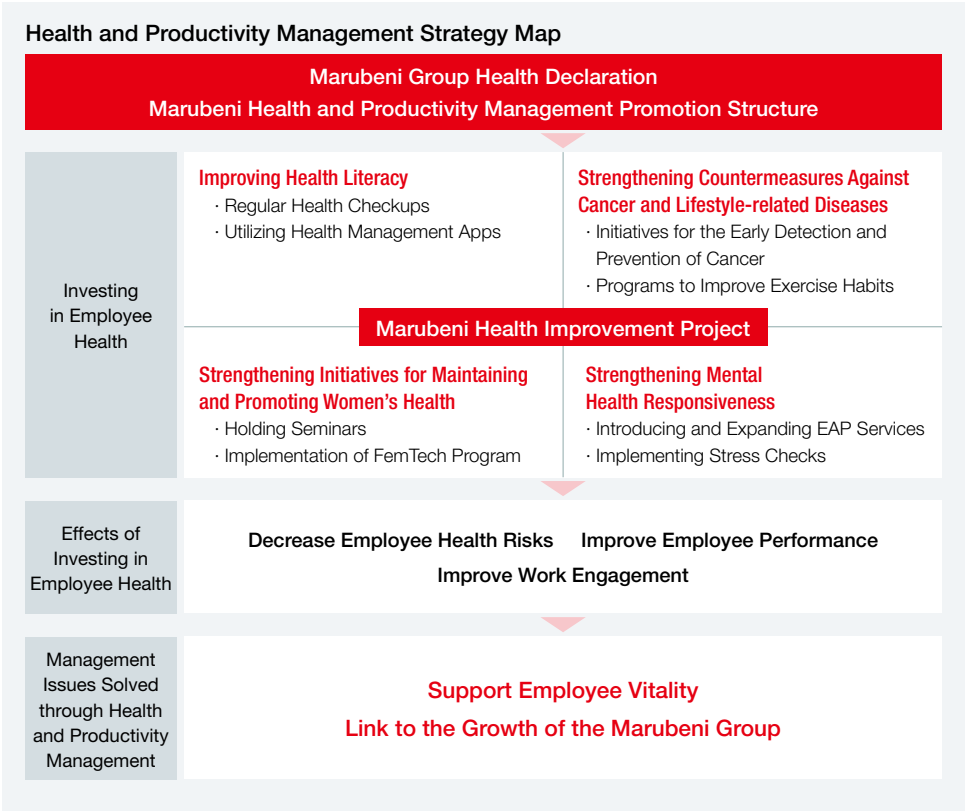 Health and Productivity Management Strategy Map
Marubeni Group Health Declaration
Marubeni Health and Productivity Management Promotion Structure
Investing
in Employee
Health
Improving Health Literacy
· Regular Health Checkups
· Utilizing Health Management Apps
Strengthening Countermeasures Against
Cancer and Lifestyle-related Diseases
· Initiatives for the Early Detection and
Prevention of Cancer
· Programs to Improve Exercise Habits
Marubeni Health Improvement Project
Strengthening Initiatives for Maintaining
and Promoting Women's Health
· Holding Seminars
· Implementation of FemTech Program
Strengthening Mental
Health Responsiveness
· Introducing and Expanding EAP Services
· Implementing Stress Checks
Effects of
Investing in
Employee Health
Decrease Employee Health Risks Improve Employee Performance
Improve Work Engagement
Management
Issues Solved
through Health
and Productivity
Management
Support Employee Vitality
Link to the Growth of the Marubeni Group